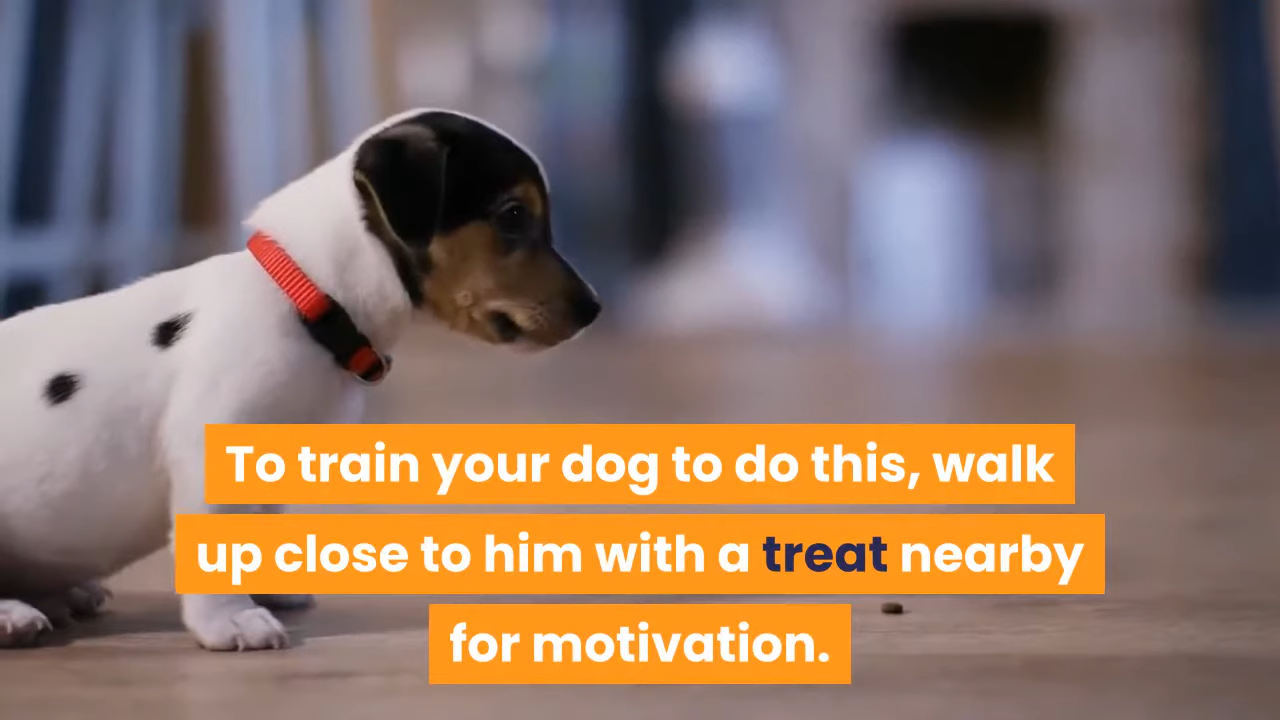 To train your dog to do this, walk
up close to him with a treat nearby
for motivation.